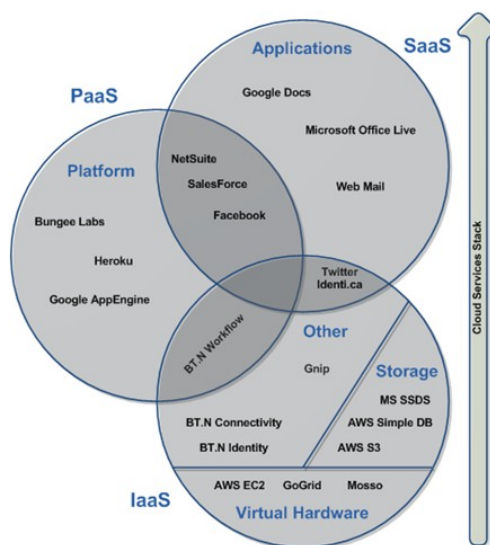 Applications
SaaS
Google Docs
PaaS
Microsoft Office Live
NetSuite
Platform
SalesForce
Web Mail
Facebook
Bungee Labs
Heroku
Google AppEngine
Twitter
Identi.ca
Cloud Services Stack
Other
BT.N Workflow
Gnip
Storage
MS SSDS
BT.N Connectivity
AWS Simple DB
BT.N Identity
AWS S3
IaaS
AWS EC2 GoGrid Mosso
Virtual Hardware